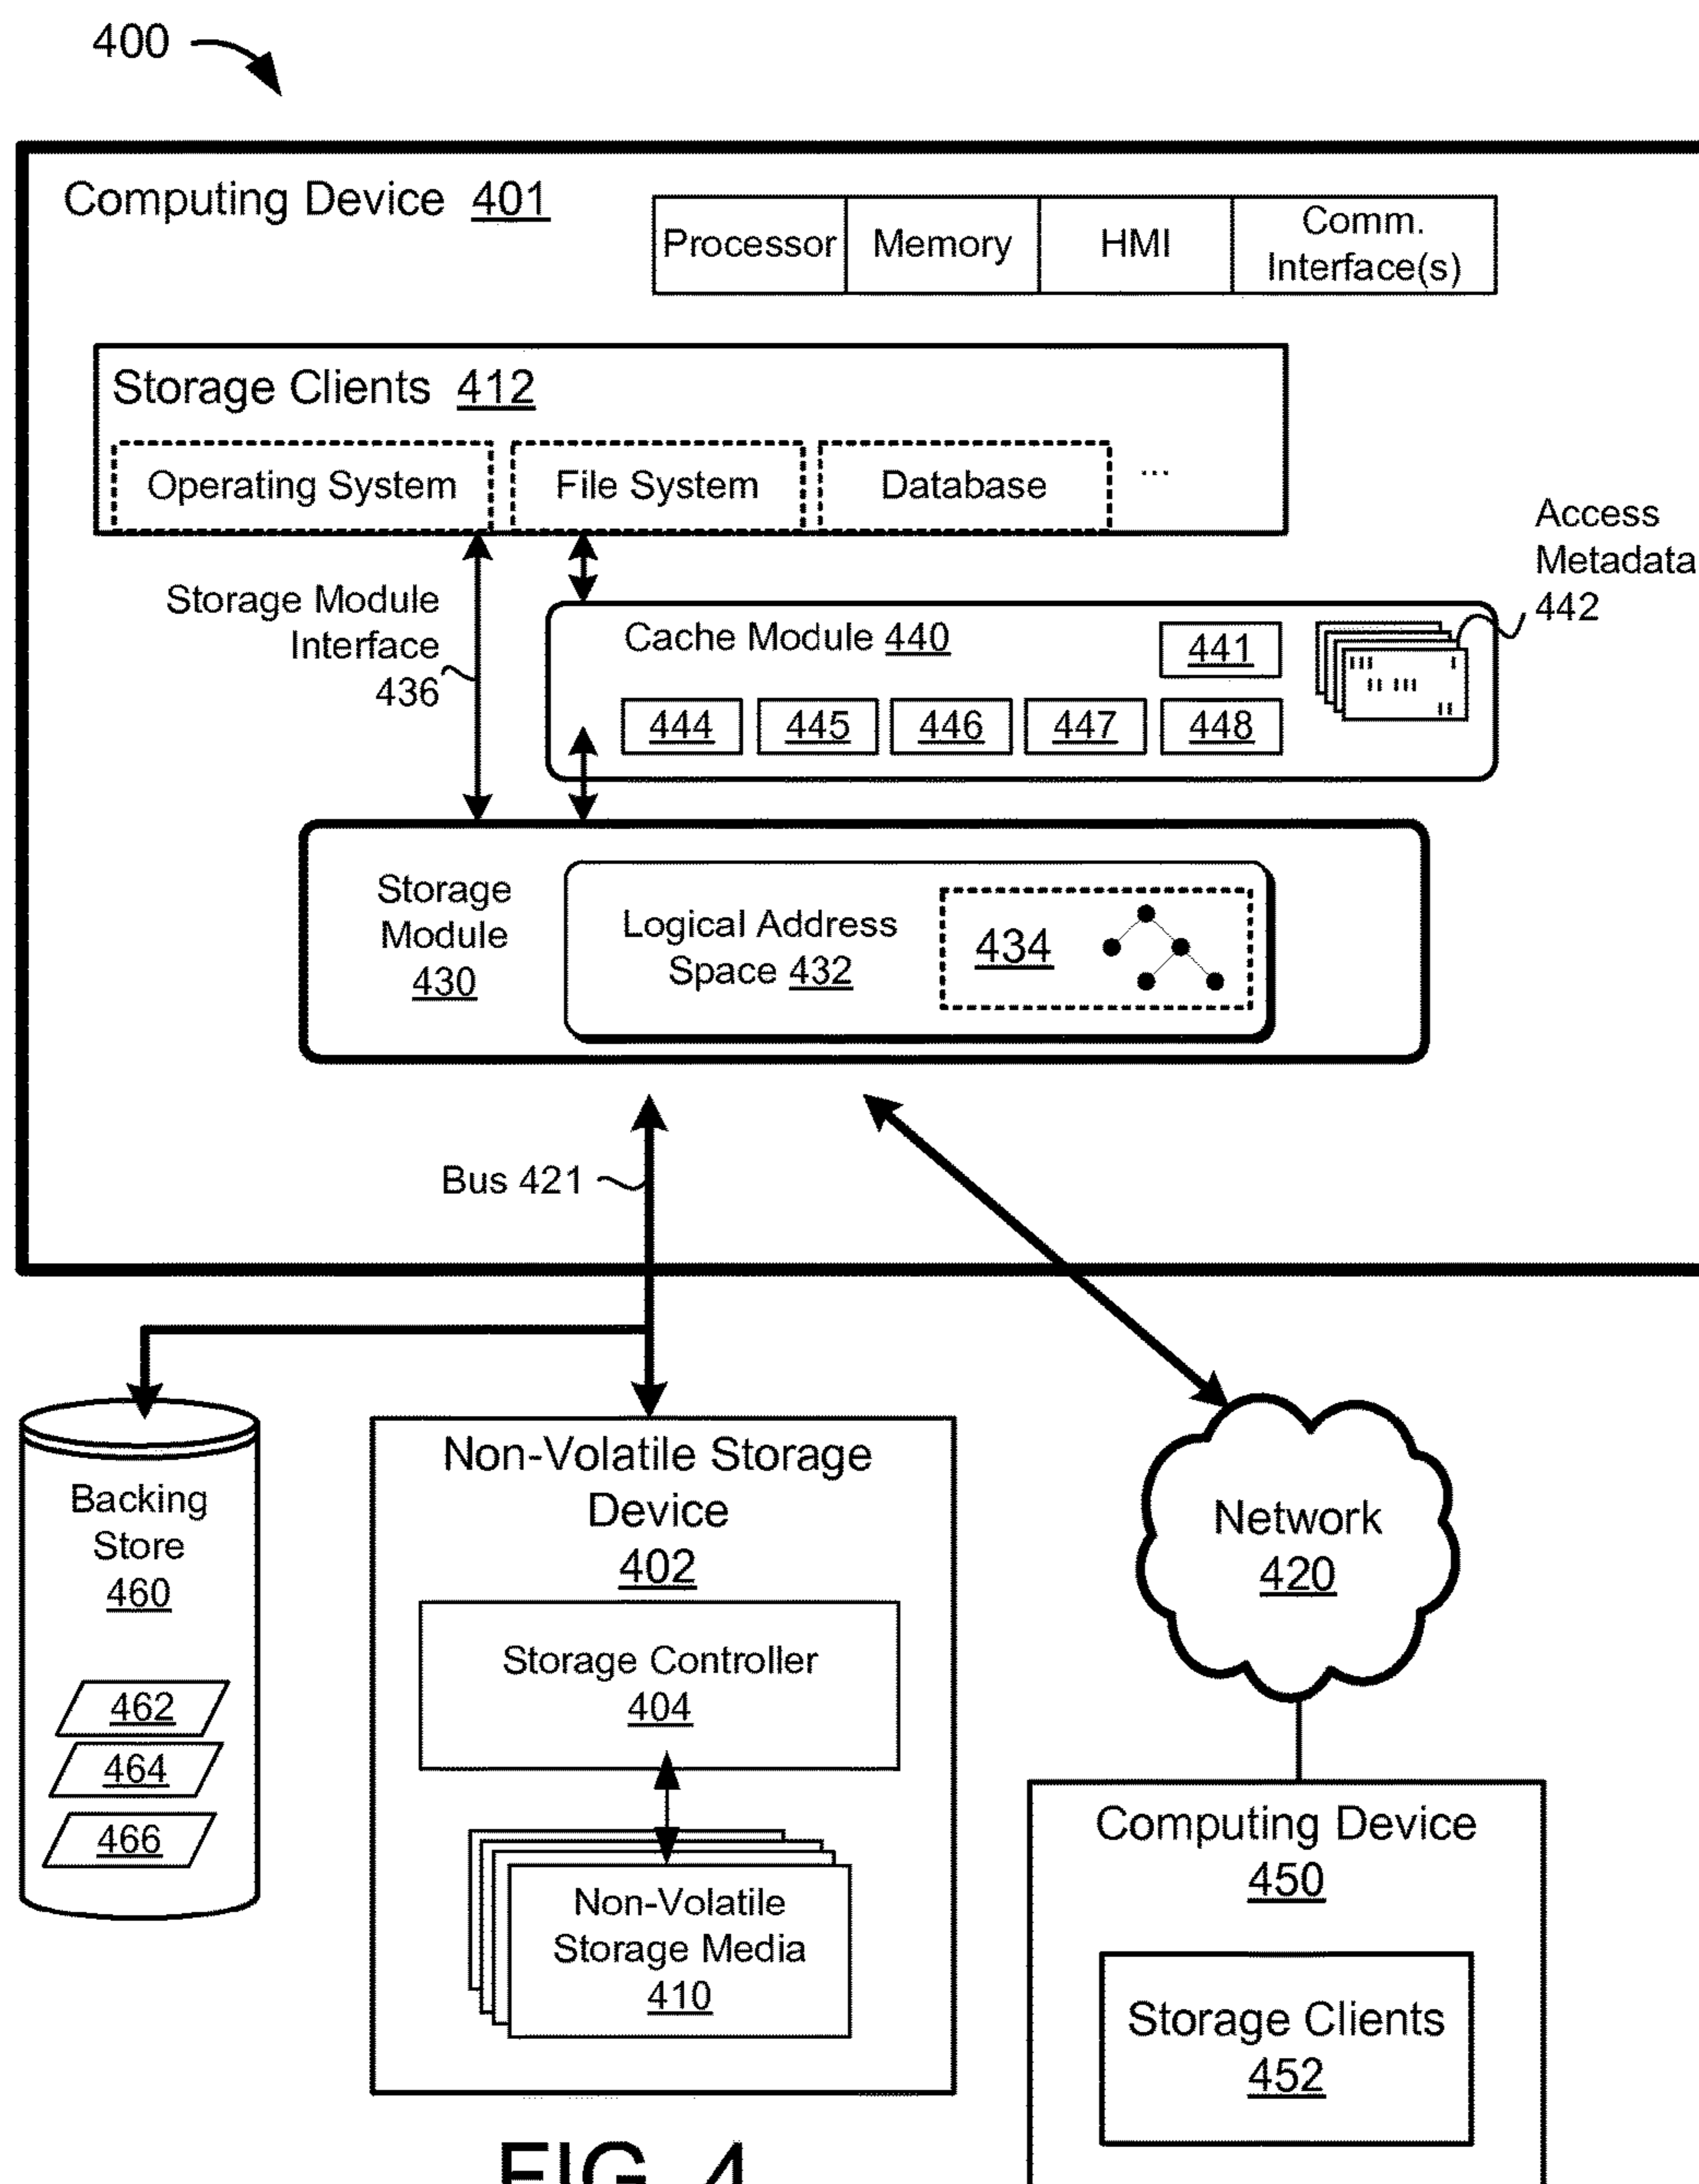 400
Computing Device 401
Processor
Memory
HMI
Comm.
Interface(s)
Storage Clients 412
Operating System
File System
Database
...
Access
Metadata
442
Storage Module
Interface
436
Cache Module 440
441
444
445
446
447
448
Storage
Module
430
Logical Address
Space 432
434
Bus 421
Backing
Store
460
462
464
466
Non-Volatile Storage
Device
402
Storage Controller
404
Non-Volatile
Storage Media
410
Network
420
Computing Device
450
Storage Clients
452
FIG. 4